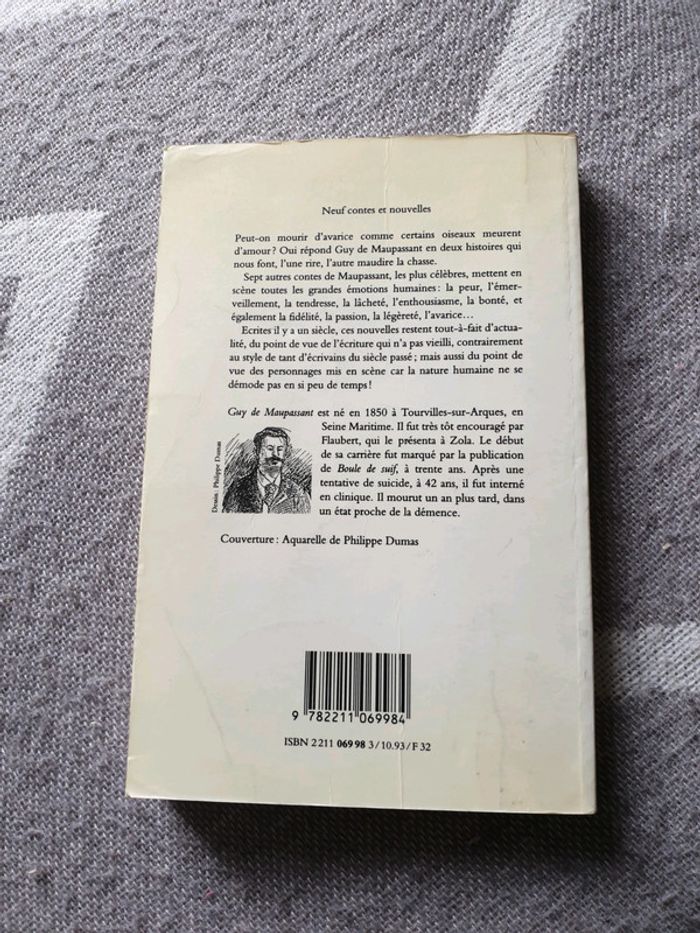 Neuf contes et nouvelles
Peut-on mourir d'avarice comme certains oiseaux meurent
d'amour? Oui répond Guy de Maupassant en deux histoires qui
nous font, l'une rire, l'autre maudire la chasse.
Sept autres contes de Maupassant, les plus célèbres, mettent en
scène toutes les grandes émotions humaines : la peur, l'émer-
veillement, la tendresse, la lâcheté, l'enthousiasme, la bonté, et
également la fidélité, la passion, la légèreté, l'avarice...
Ecrites il y a un siècle, ces nouvelles restent tout-à-fait d'actua-
lité, du point de vue de l'écriture qui n'a pas vieilli, contrairement
au style de tant d'écrivains du siècle passé ; mais aussi du point de
vue des personnages mis en scène car la nature humaine ne se
démode pas en si peu de temps!
Guy de Maupassant est né en 1850 à Tourvilles-sur-Arques, en
Seine Maritime. Il fut très tôt encouragé par
Flaubert, qui le présenta à Zola. Le début
de sa carrière fut marqué par la publication
de Boule de suif, à trente ans. Après une
tentative de suicide, à 42 ans, il fut interné
en clinique. Il mourut un an plus tard, dans
un état proche de la démence.
Dessin : Philippe Dumas
Couverture : Aquarelle de Philippe Dumas
9 782211 069984
ISBN 2 211 069 98 3/10.93/F 32